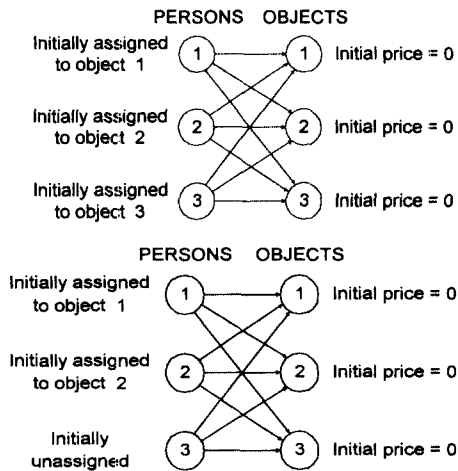 PERSONS OBJECTS
Initially assigned
to object 1
1
1
Initial price = 0
Initially assigned
to object 2
2
2
Initial price = 0
Initially assigned
to object 3
3
3
Initial price = 0
PERSONS OBJECTS
Initially assigned
to object 1
1
1
Initial price = 0
Initially assigned
to object 2
2
2
Initial price = 0
Initially
unassigned
3
3
Initial price = 0